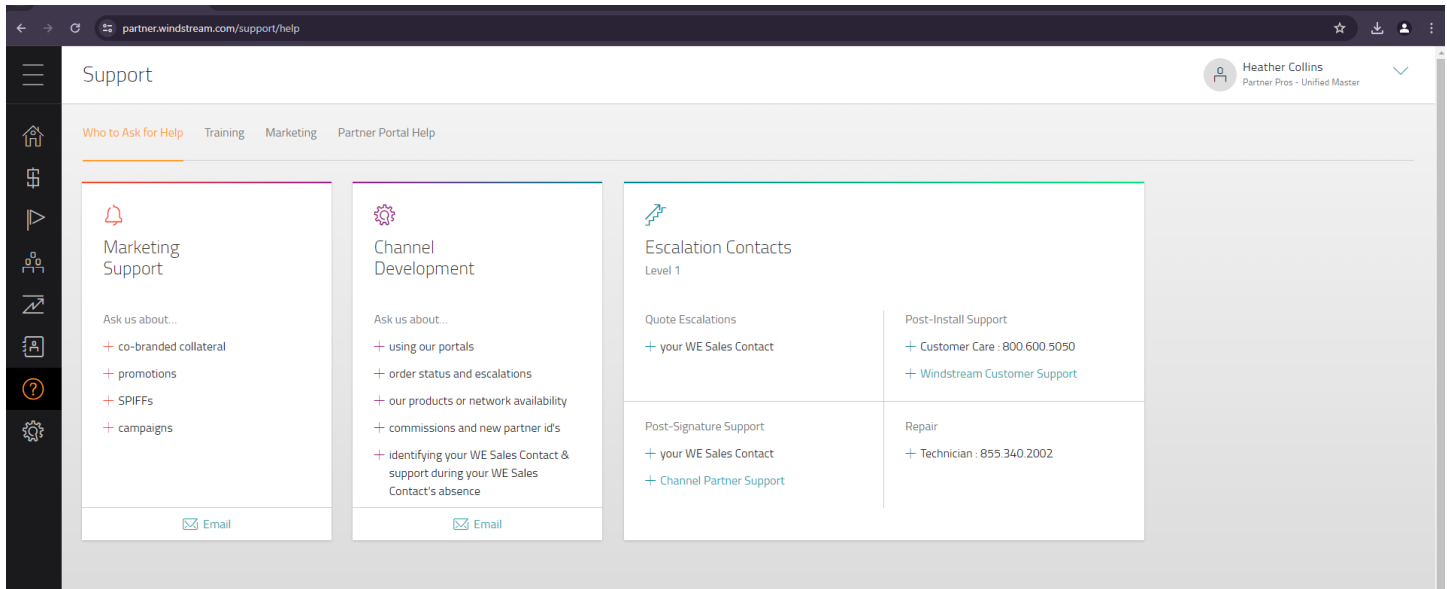 partner.windstream.com/support/help
Support
Heather Collins
Partner Pros - Unified Master
Who to Ask for Help Training Marketing Partner Portal Help
Marketing
Support
Ask us about...
co-branded collateral
promotions
SPIFFs
campaigns
Email
Channel
Development
Ask us about...
using our portals
order status and escalations
our products or network availability
commissions and new partner id's
identifying your WE Sales Contact &
support during your WE Sales
Contact's absence
Email
Escalation Contacts
Level 1
Quote Escalations
your WE Sales Contact
Post-Install Support
Customer Care : 800.600.5050
Windstream Customer Support
Post-Signature Support
your WE Sales Contact
Channel Partner Support
Repair
Technician : 855.340.2002